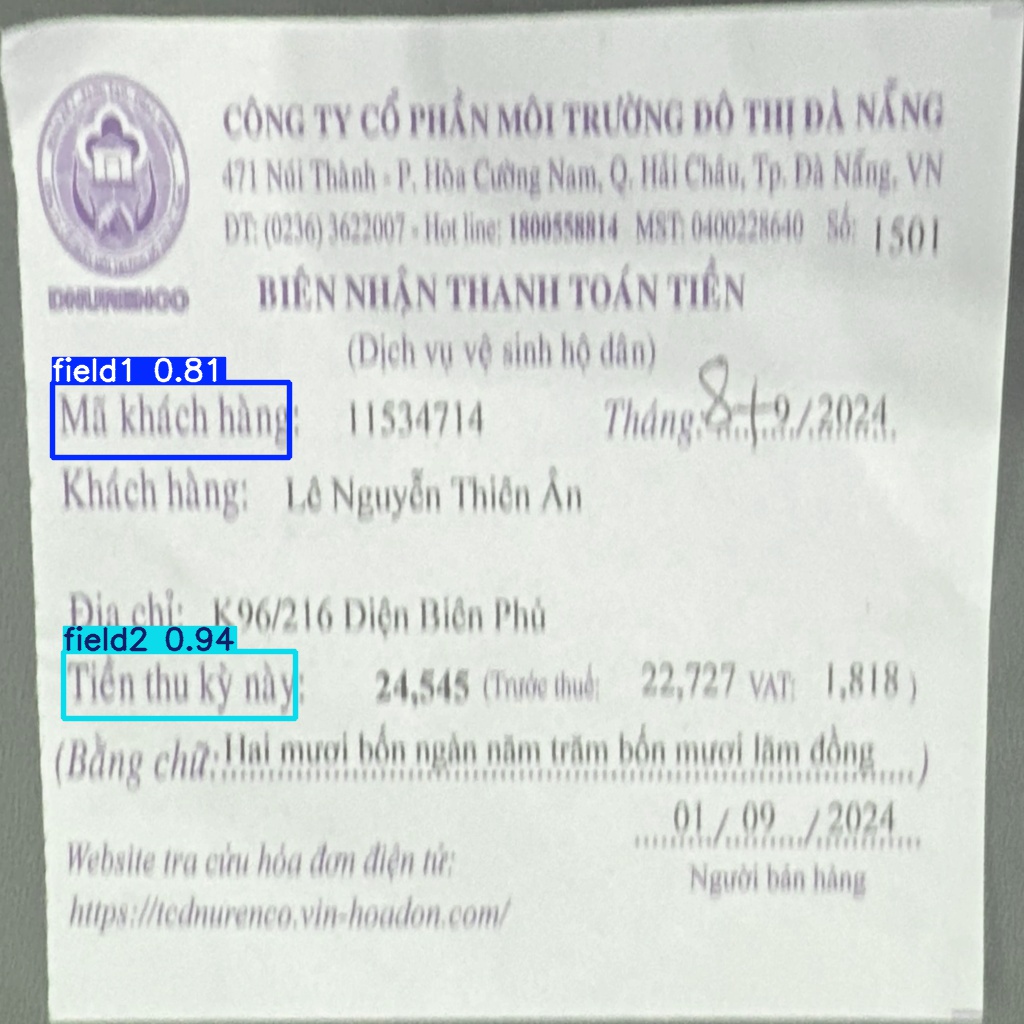 CÔNG TY CỔ PHẦN MÔI TRƯỜNG ĐÔ THỊ ĐÀ NẴNG
471 Núi Thành - P. Hòa Cường Nam, Q. Hải Châu, Tp. Đà Nẵng, VN
ĐT: (0236) 3622007 - Hot line: 1800558814 MST: 0400228640 Số: 1501
DNURENCO
BIÊN NHẬN THANH TOÁN TIỀN
(Dịch vụ vệ sinh hộ dân)
field1 0.81
Mã khách hàng: 11534714 Tháng: 8+9/2024
Khách hàng: Lê Nguyễn Thiên Ân
Địa chỉ: K96/216 Điện Biên Phủ
field2 0.94
Tiền thu kỳ này: 24,545 (Trước thuế: 22,727 VAT: 1,818 )
(Bằng chữ: Hai mươi bốn ngàn năm trăm bốn mươi lăm đồng )
01 / 09 / 2024
Người bán hàng
Website tra cứu hóa đơn điện tử:
https://tcdnurenco.vin-hoadon.com/